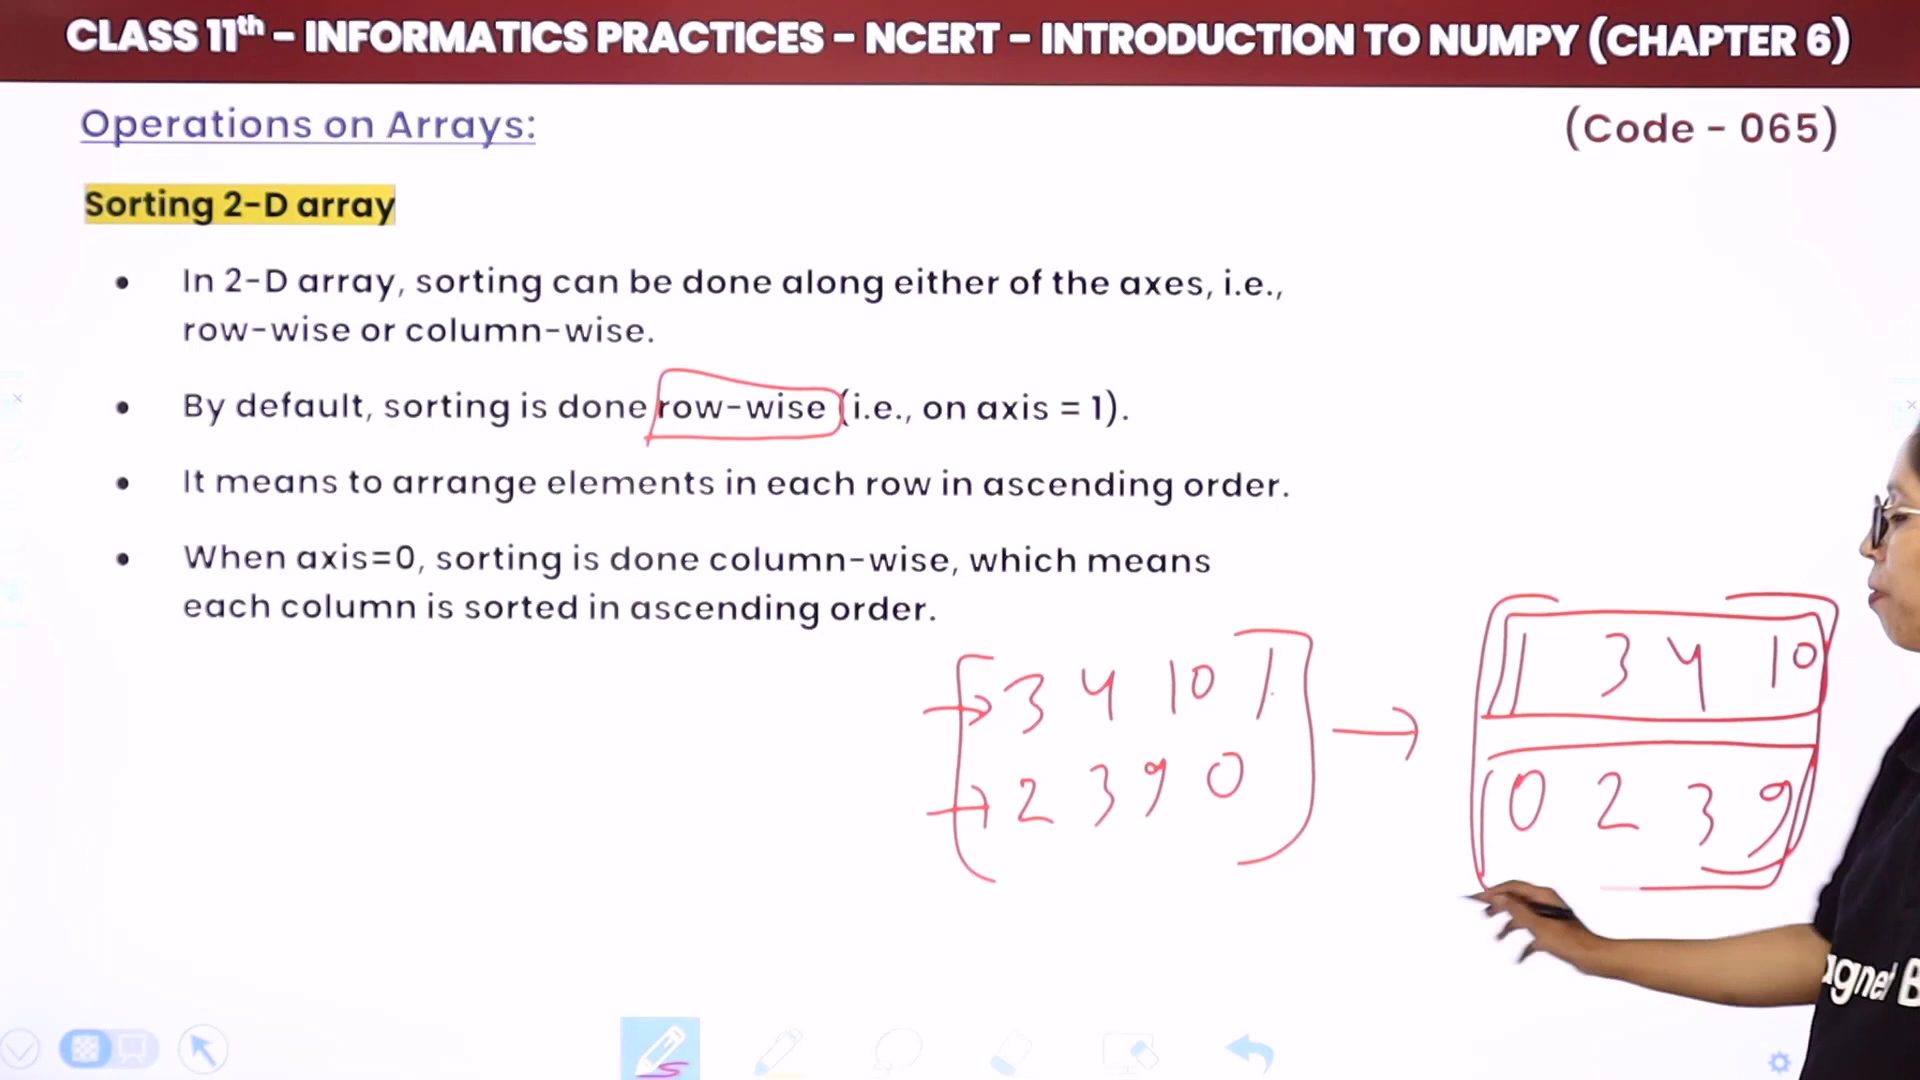 CLASS 11th - INFORMATICS PRACTICES - NCERT - INTRODUCTION TO NUMPY (CHAPTER 6)
Operations on Arrays:
(Code - 065)
Sorting 2-D array
• In 2-D array, sorting can be done along either of the axes, i.e.,
row-wise or column-wise.
• By default, sorting is done row-wise (i.e., on axis = 1).
• It means to arrange elements in each row in ascending order.
• When axis=0, sorting is done column-wise, which means
each column is sorted in ascending order.
3 4 10 1
2 3 9 0
1 3 4 10
0 2 3 9